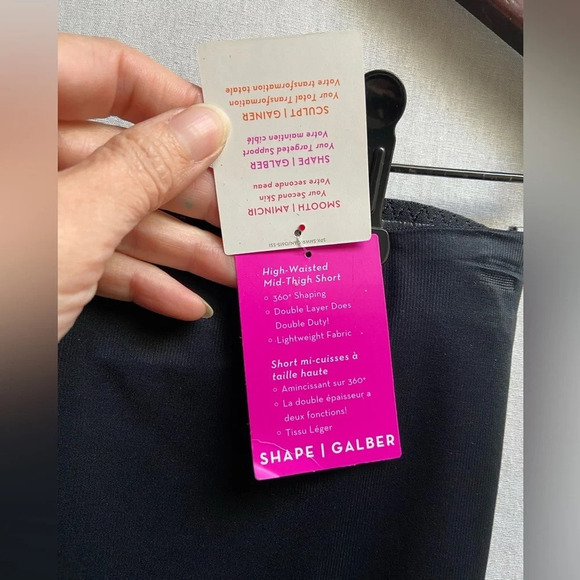 SMOOTH | AMINCIR
Your Second Skin
Votre seconde peau
SHAPE | GALBER
Your Targeted Support
Votre maintien ciblé
SCULPT | GAINER
Your Total Transformation
Votre transformation totale
High-Waisted
Mid-Thigh Short
○ 360° Shaping
○ Double Layer Does
Double Duty!
○ Lightweight Fabric
Short mi-cuisses à
taille haute
○ Amincissant sur 360°
○ La double épaisseur a
deux fonctions!
○ Tissu Léger
SHAPE | GALBER